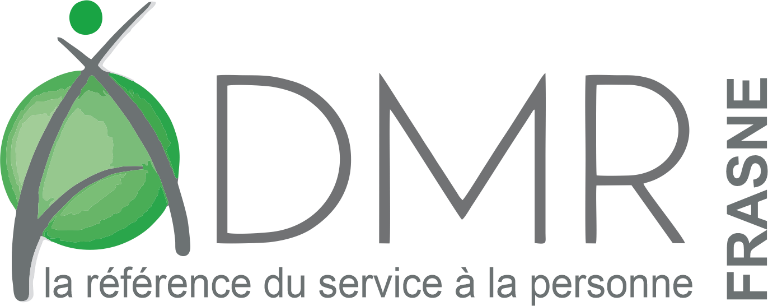 ADMR
la référence du service à la personne
FRASNE